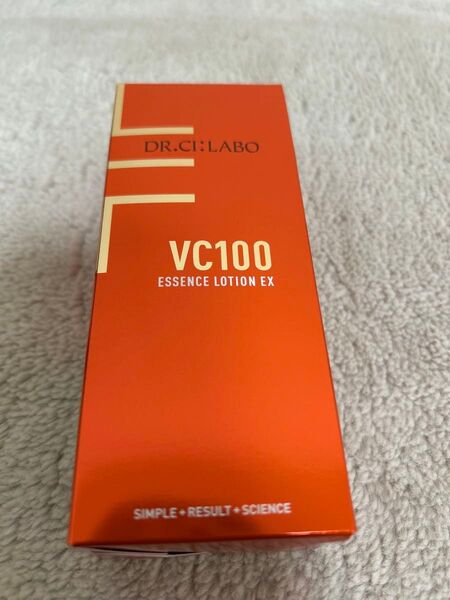 DR.CI:LABO
VC100
ESSENCE LOTION EX
SIMPLE+RESULT+SCIENCE